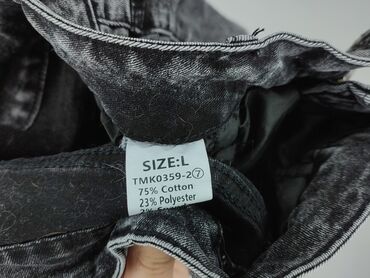 SIZE:L
TMK0359-2⑦
75% Cotton
23% Polyester